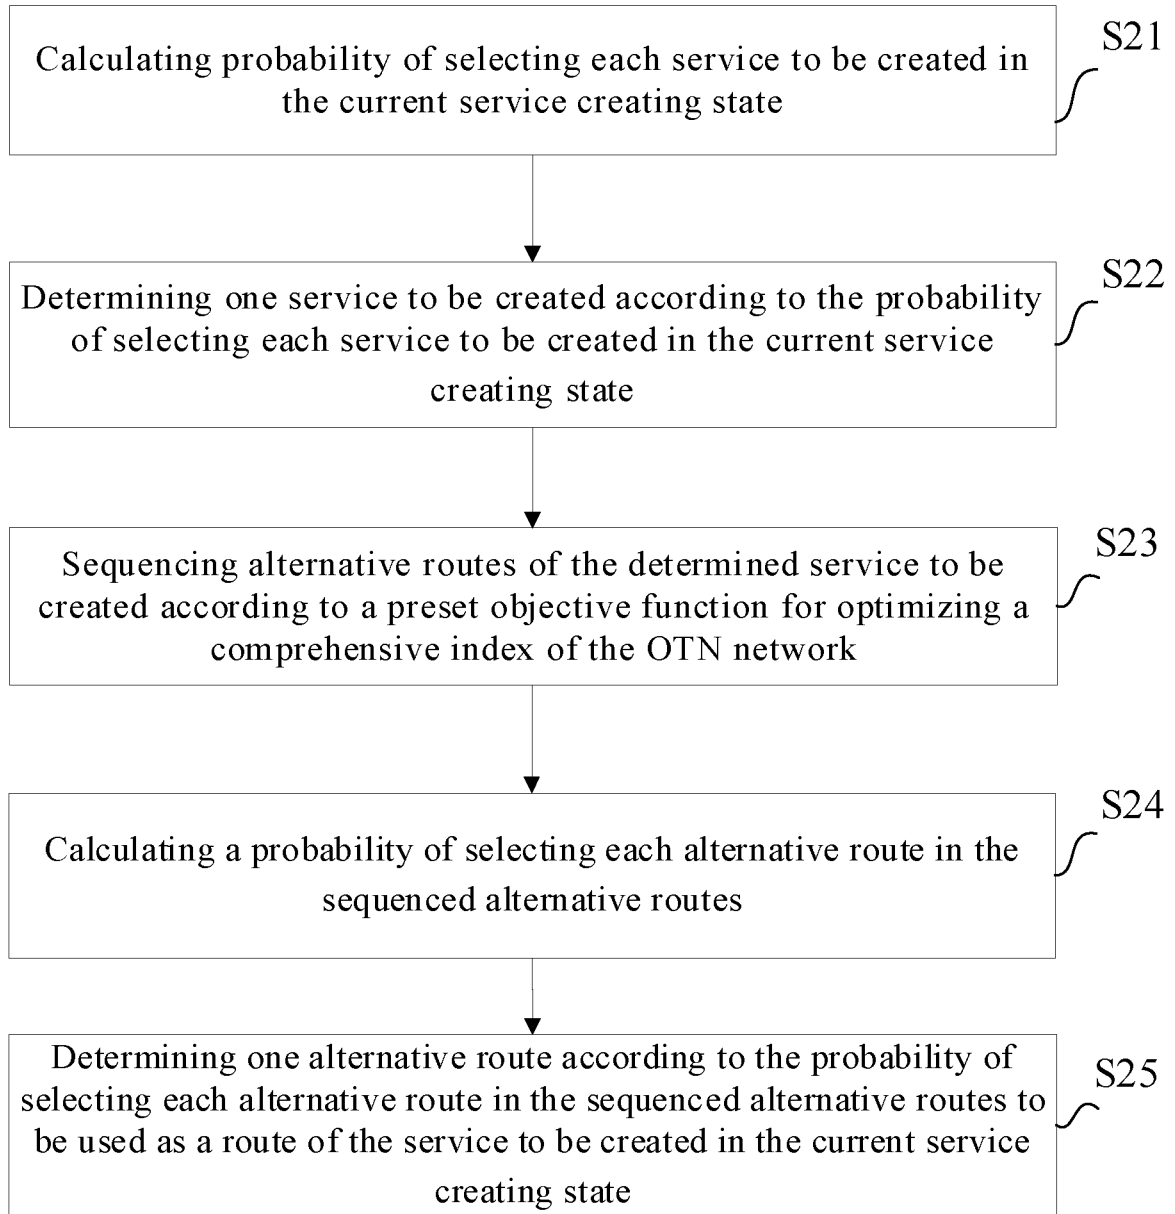 Calculating probability of selecting each service to be created in
the current service creating state
S21
Determining one service to be created according to the probability
of selecting each service to be created in the current service
creating state
S22
Sequencing alternative routes of the determined service to be
created according to a preset objective function for optimizing a
comprehensive index of the OTN network
S23
Calculating a probability of selecting each alternative route in the
sequenced alternative routes
S24
Determining one alternative route according to the probability of
selecting each alternative route in the sequenced alternative routes to
be used as a route of the service to be created in the current service
creating state
S25